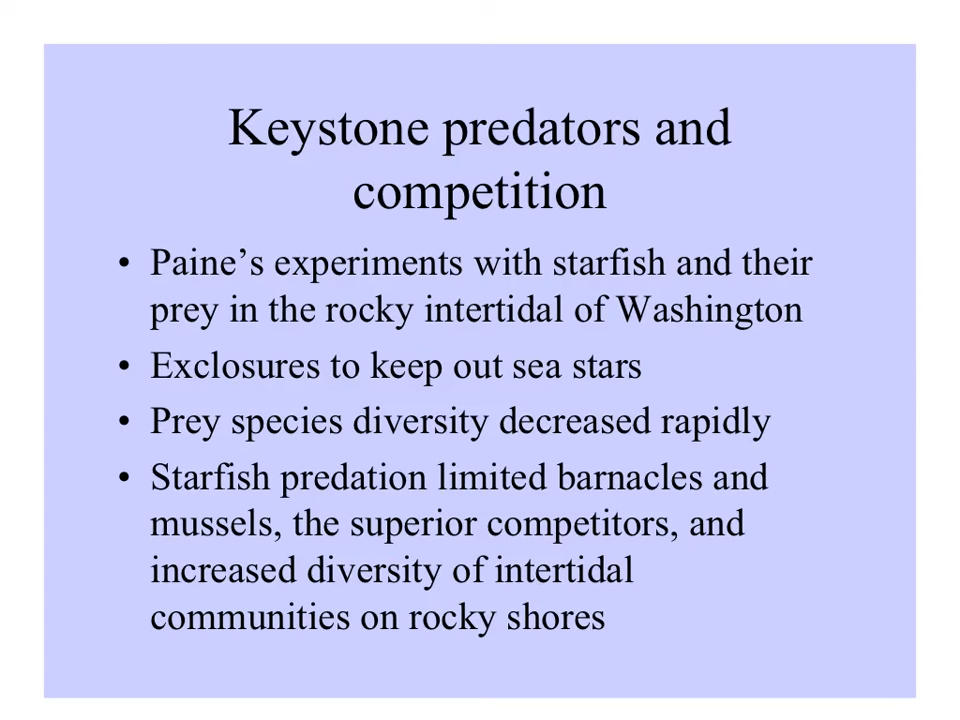 Keystone predators and
competition
• Paine’s experiments with starfish and their
prey in the rocky intertidal of Washington
• Exclosures to keep out sea stars
• Prey species diversity decreased rapidly
• Starfish predation limited barnacles and
mussels, the superior competitors, and
increased diversity of intertidal
communities on rocky shores